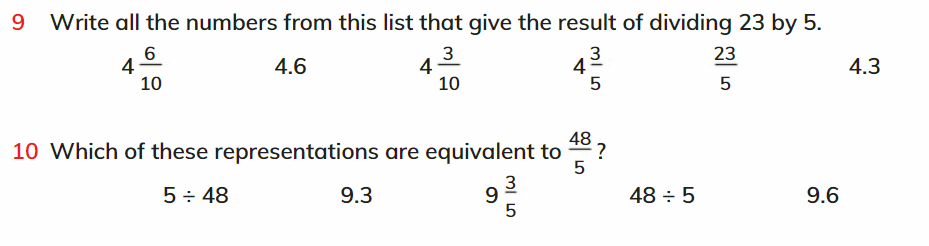 9 Write all the numbers from this list that give the result of dividing 23 by 5.
4 6/10 4.6 4 3/10 4 3/5 23/5 4.3
10 Which of these representations are equivalent to 48/5 ?
5 ÷ 48 9.3 9 3/5 48 ÷ 5 9.6